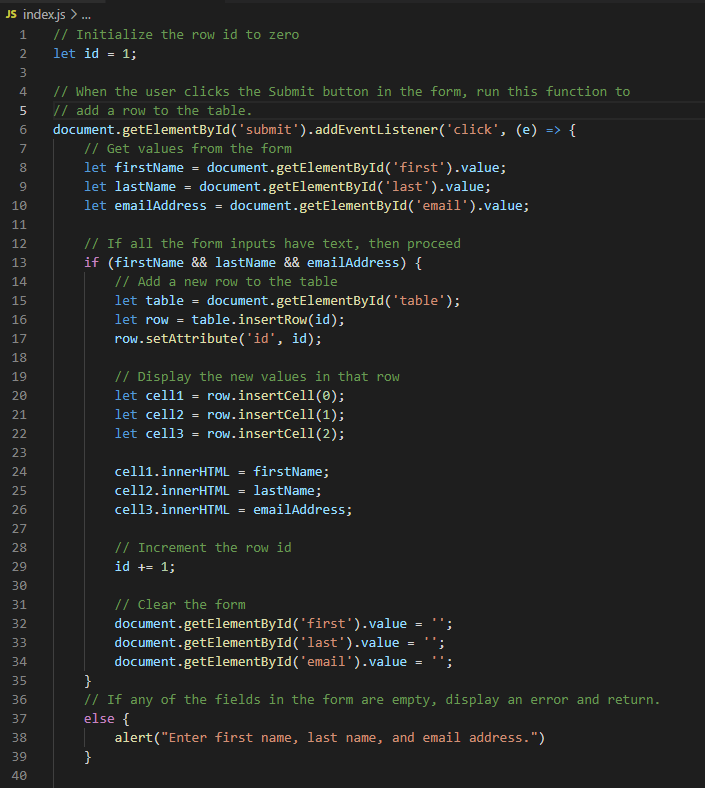 JS index.js > ...
1 // Initialize the row id to zero
2 let id = 1;
3
4 // When the user clicks the Submit button in the form, run this function to
5 // add a row to the table.
6 document.getElementById('submit').addEventListener('click', (e) => {
7     // Get values from the form
8     let firstName = document.getElementById('first').value;
9     let lastName = document.getElementById('last').value;
10     let emailAddress = document.getElementById('email').value;
11
12     // If all the form inputs have text, then proceed
13     if (firstName && lastName && emailAddress) {
14         // Add a new row to the table
15         let table = document.getElementById('table');
16         let row = table.insertRow(id);
17         row.setAttribute('id', id);
18
19         // Display the new values in that row
20         let cell1 = row.insertCell(0);
21         let cell2 = row.insertCell(1);
22         let cell3 = row.insertCell(2);
23
24         cell1.innerHTML = firstName;
25         cell2.innerHTML = lastName;
26         cell3.innerHTML = emailAddress;
27
28         // Increment the row id
29         id += 1;
30
31         // Clear the form
32         document.getElementById('first').value = '';
33         document.getElementById('last').value = '';
34         document.getElementById('email').value = '';
35     }
36     // If any of the fields in the form are empty, display an error and return.
37     else {
38         alert("Enter first name, last name, and email address.")
39     }
40